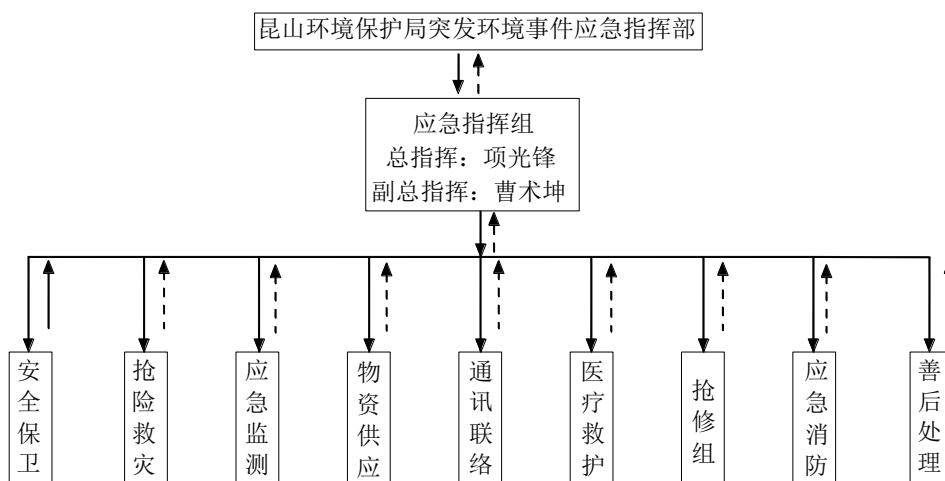 昆山环境保护局突发环境事件应急指挥部
应急指挥组
总指挥：项光锋
副总指挥：曹术坤
安全保卫
抢险救灾
应急监测
物资供应
通讯联络
医疗救护
抢修组
应急消防
善后处理